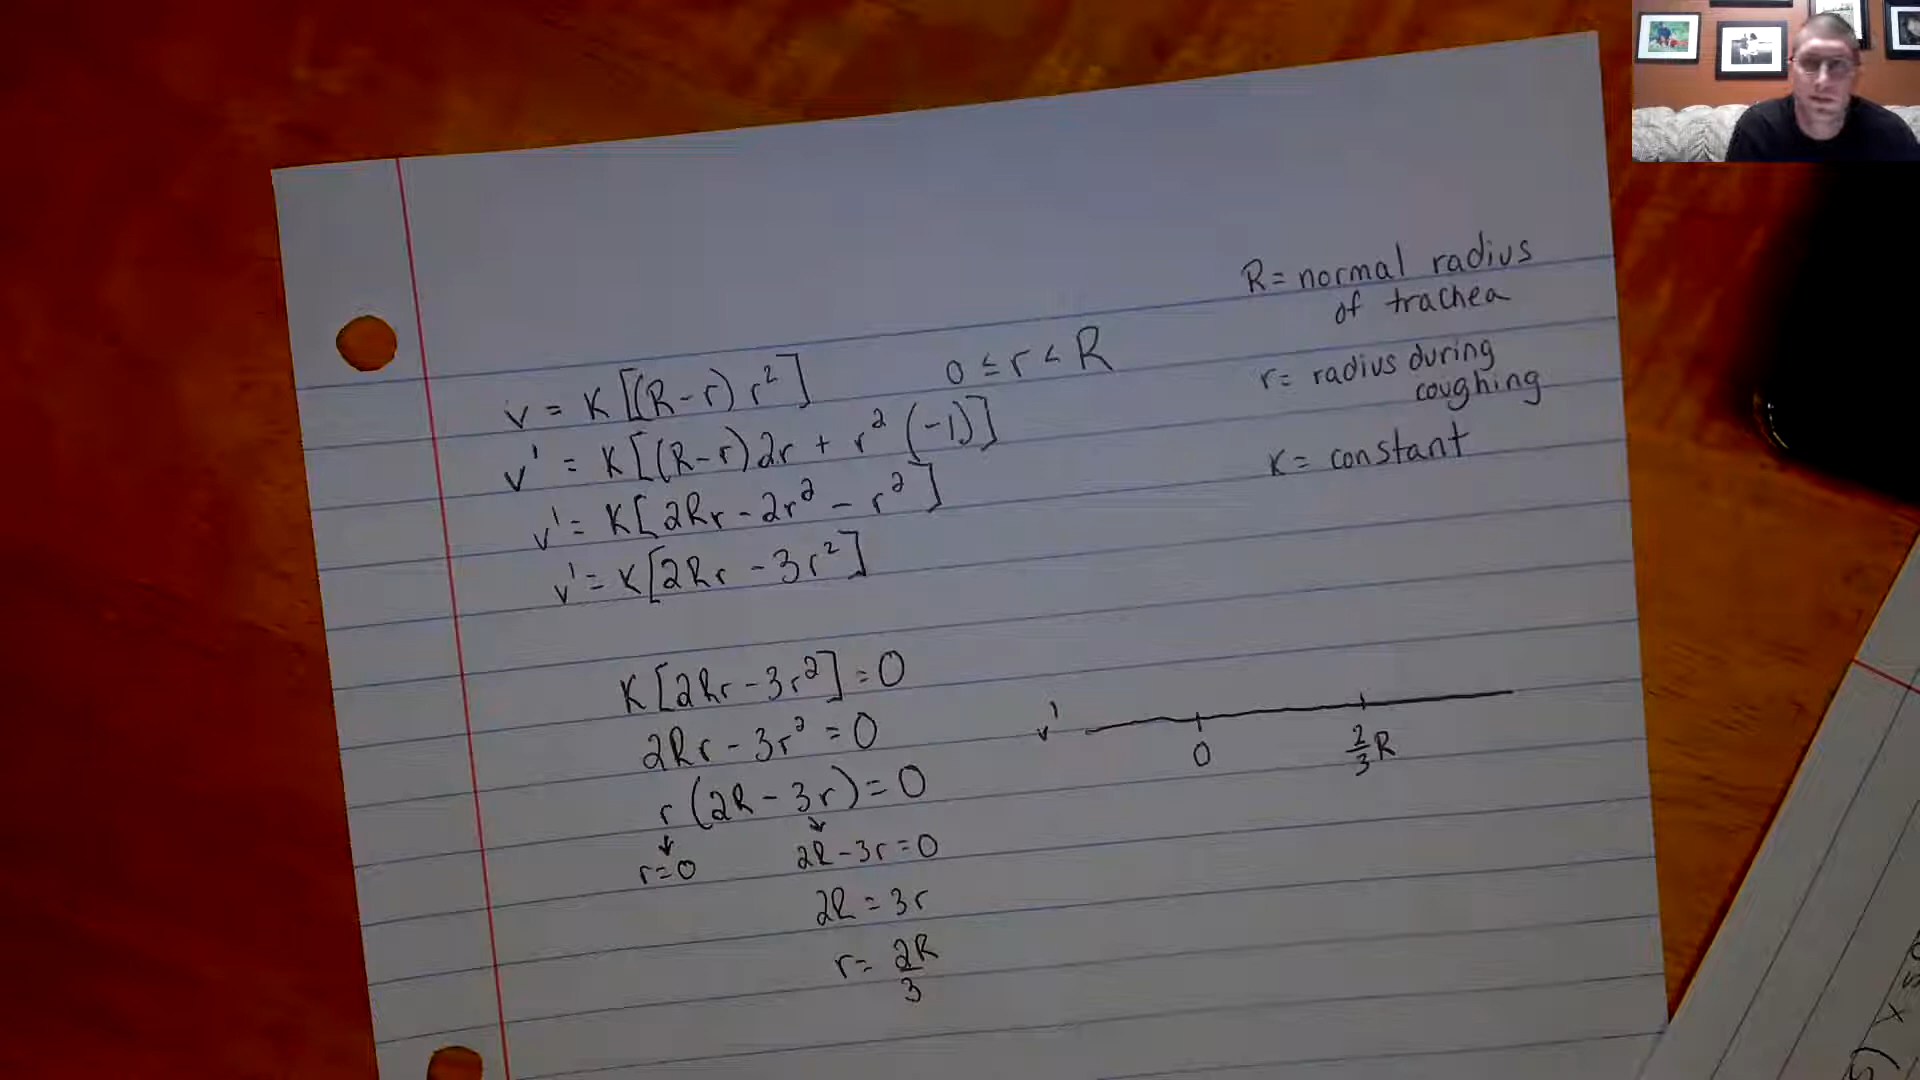 v = K[(R-r) r²] 0 ≤ r < R
v' = K[(R-r) 2r + r² (-1)]
v' = K[2Rr - 2r² - r²]
v' = K[2Rr - 3r²]
K[2Rr - 3r²] = 0
2Rr - 3r² = 0
r(2R - 3r) = 0
↓ ↓
r=0 2R - 3r = 0
2R = 3r
r = 2R/3
R = normal radius
of trachea
r = radius during
coughing
K = constant
v'
0 2/3 R